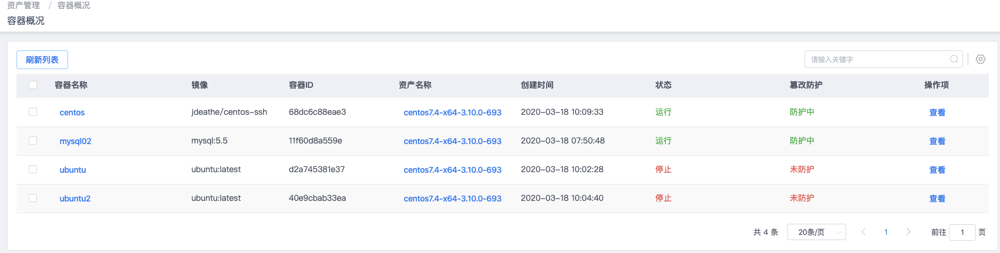 资产管理 / 容器概况
容器概况
刷新列表 请输入关键字
容器名称 镜像 容器ID 资产名称 创建时间 状态 篡改防护 操作项
centos jdeathe/centos-ssh 68dc6c88eae3 centos7.4-x64-3.10.0-693 2020-03-18 10:09:33 运行 防护中 查看
mysql02 mysql:5.5 11f60d8a559e centos7.4-x64-3.10.0-693 2020-03-18 07:50:48 运行 防护中 查看
ubuntu ubuntu:latest d2a745381e37 centos7.4-x64-3.10.0-693 2020-03-18 10:02:28 停止 未防护 查看
ubuntu2 ubuntu:latest 40e9cbab33ea centos7.4-x64-3.10.0-693 2020-03-18 10:04:40 停止 未防护 查看
共 4 条 20条/页 1 前往 1 页